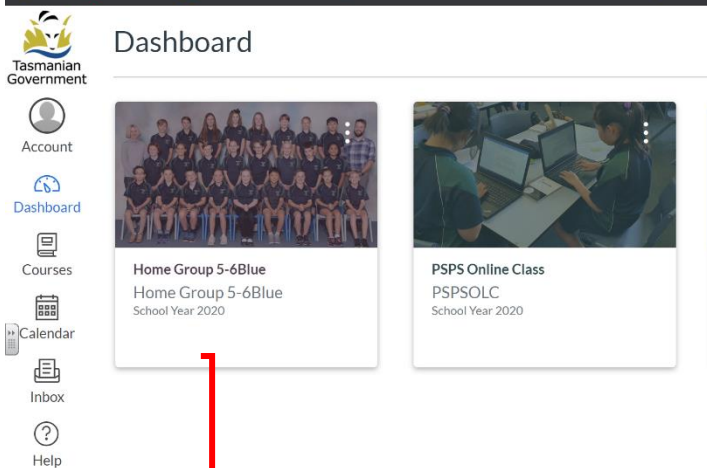 Tasmanian
Government
Account
Dashboard
Courses
Calendar
Inbox
Help
Dashboard
Home Group 5-6Blue
Home Group 5-6Blue
School Year 2020
PSPS Online Class
PSPSOLC
School Year 2020